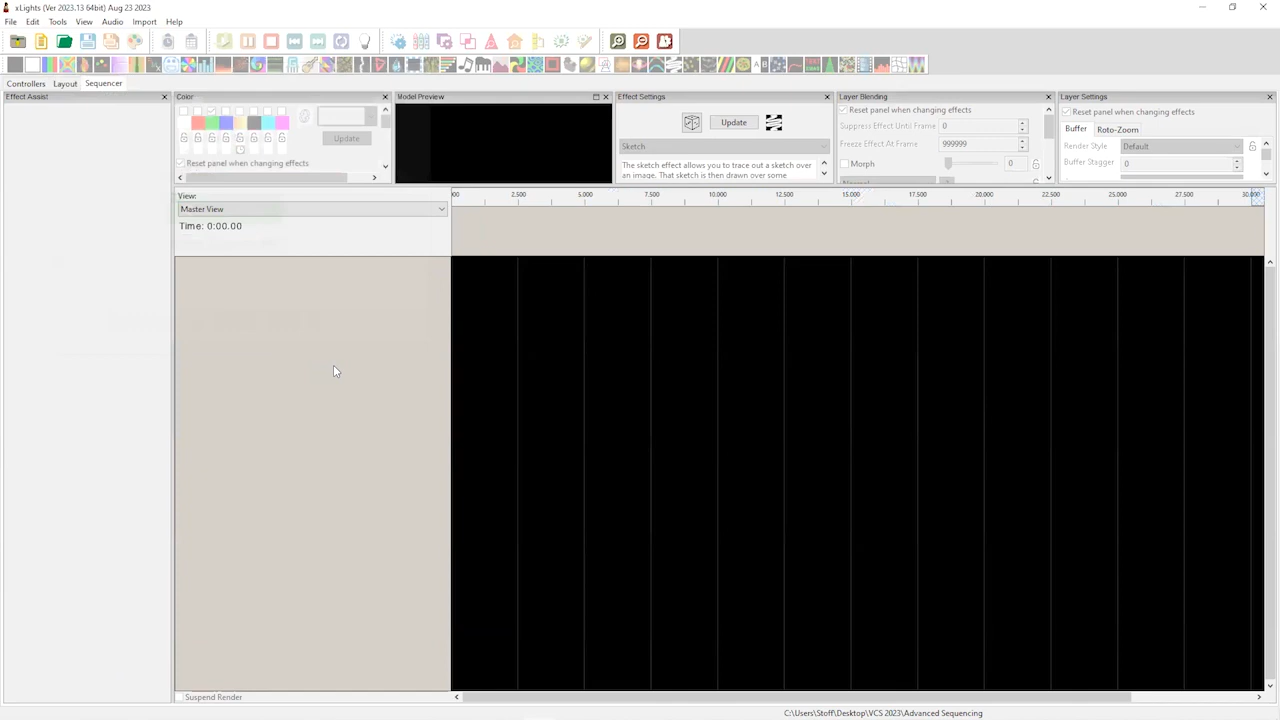 xLights (Ver 2023.13 64bit) Aug 23 2023
File Edit Tools View Audio Import Help
Controllers Layout Sequencer
Effect Assist
Color
Update
Reset panel when changing effects
Model Preview
Effect Settings
Update
Sketch
The sketch effect allows you to trace out a sketch over
an image. That sketch is then drawn over some
Layer Blending
Reset panel when changing effects
Suppress Effect Until Frame 0
Freeze Effect At Frame 999999
Morph 0
Layer Settings
Reset panel when changing effects
Buffer Roto-Zoom
Render Style Default
Buffer Stagger 0
View:
Master View
Time: 0:00.00
2.500 5.000 7.500 10.000 12.500 15.000 17.500 20.000 22.500 25.000 27.500 30.000
Suspend Render
C:\Users\Stoff\Desktop\VCS 2023\Advanced Sequencing